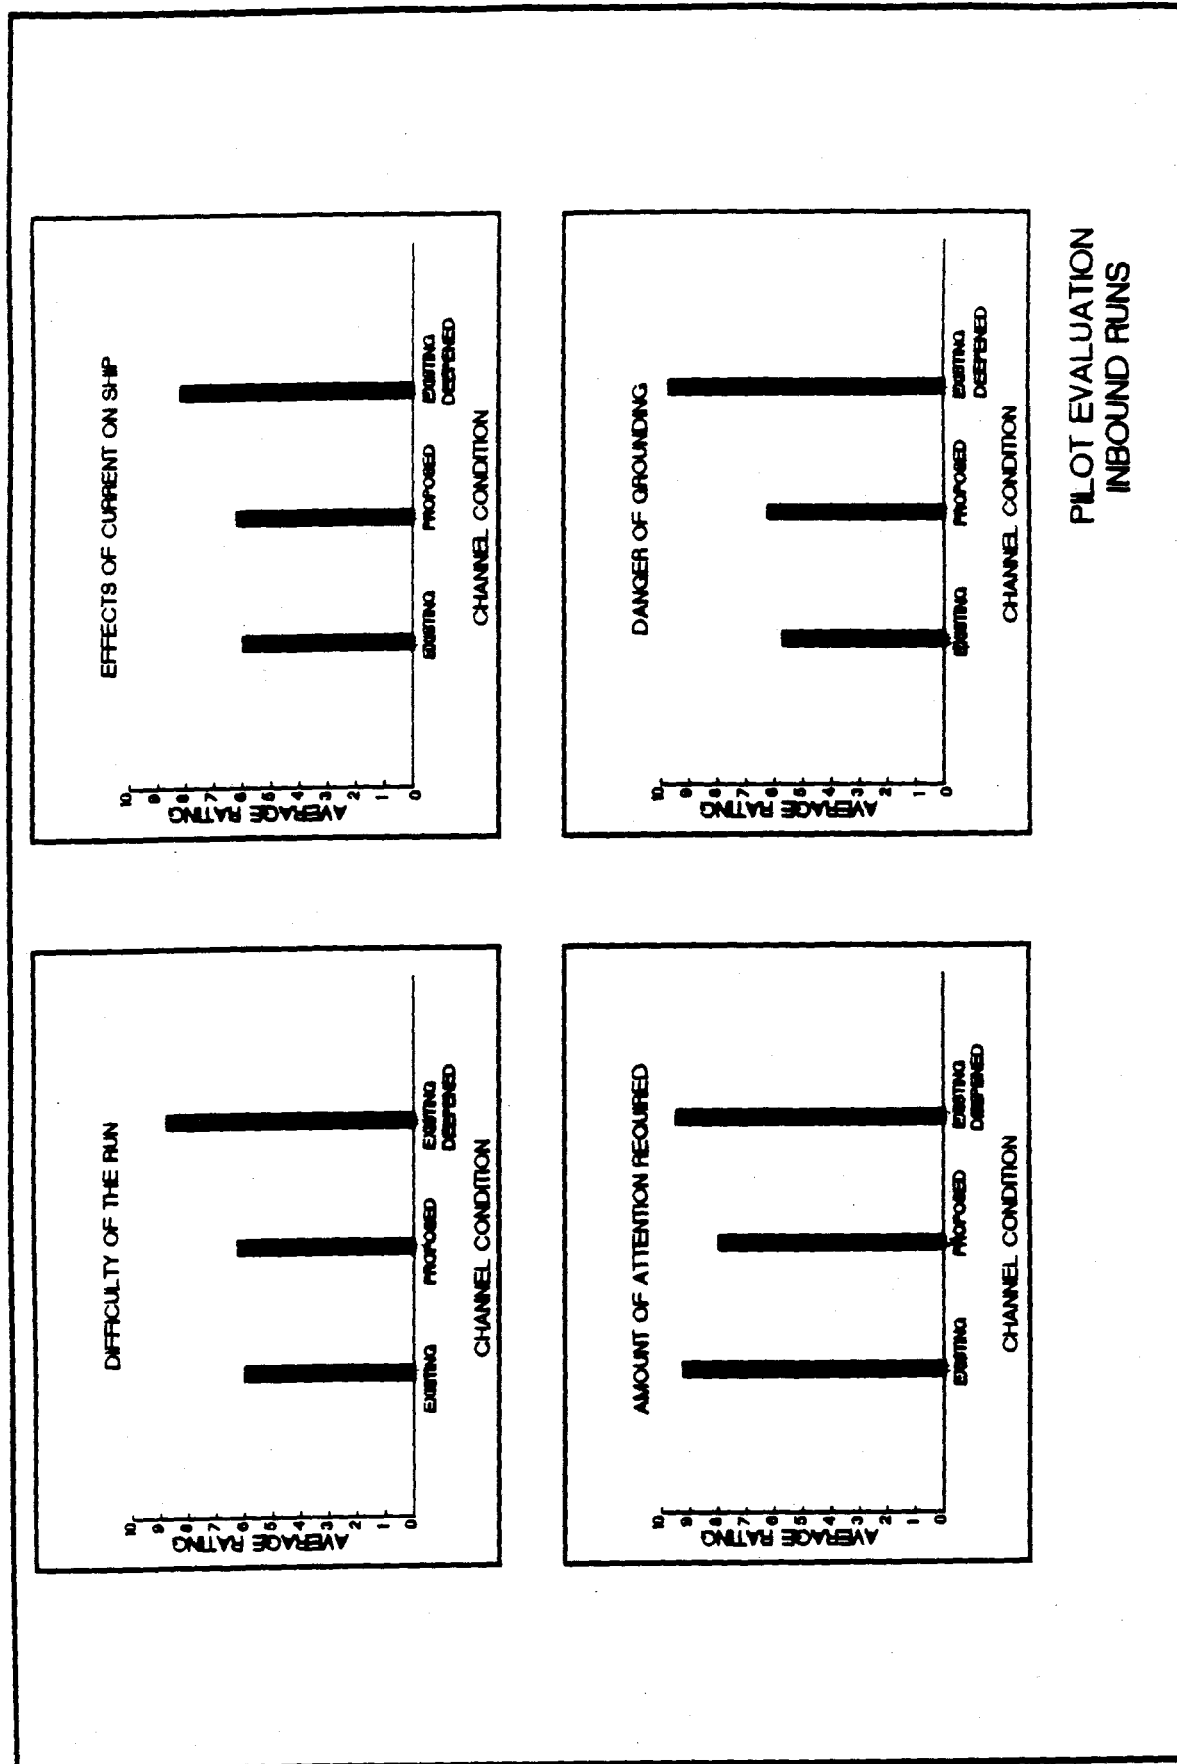 DIFFICULTY OF THE RUN
10
9
8
7
6
5
4
3
2
1
0
AVERAGE RATING
EXISTING
PROPOSED
EXISTING
DEEPENED
CHANNEL CONDITION
EFFECTS OF CURRENT ON SHIP
10
9
8
7
6
5
4
3
2
1
0
AVERAGE RATING
EXISTING
PROPOSED
EXISTING
DEEPENED
CHANNEL CONDITION
AMOUNT OF ATTENTION REQUIRED
10
9
8
7
6
5
4
3
2
1
0
AVERAGE RATING
EXISTING
PROPOSED
EXISTING
DEEPENED
CHANNEL CONDITION
DANGER OF GROUNDING
10
9
8
7
6
5
4
3
2
1
0
AVERAGE RATING
EXISTING
PROPOSED
EXISTING
DEEPENED
CHANNEL CONDITION
PILOT EVALUATION
INBOUND RUNS